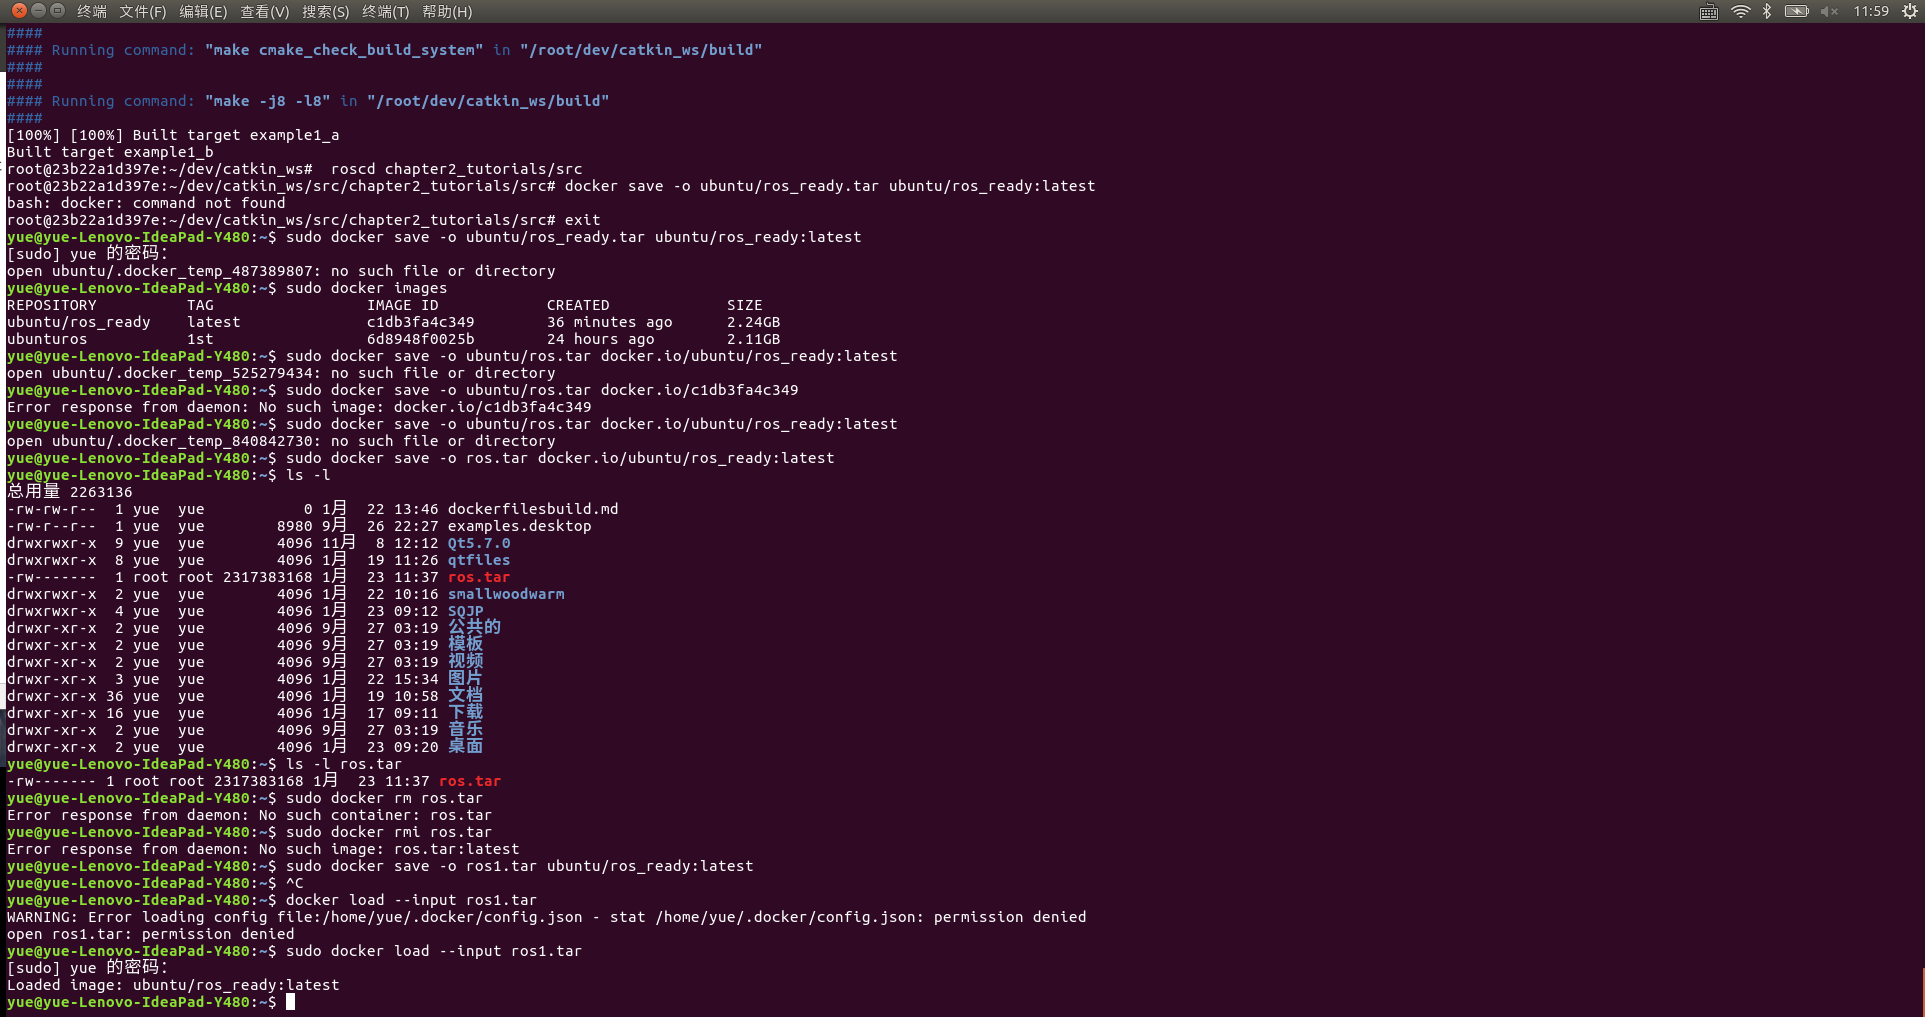 终端 文件(F) 编辑(E) 查看(V) 搜索(S) 终端(T) 帮助(H) 11:59
####
#### Running command: "make cmake_check_build_system" in "/root/dev/catkin_ws/build"
####
####
#### Running command: "make -j8 -l8" in "/root/dev/catkin_ws/build"
####
[100%] [100%] Built target example1_a
Built target example1_b
root@23b22a1d397e:~/dev/catkin_ws#  roscd chapter2_tutorials/src
root@23b22a1d397e:~/dev/catkin_ws/src/chapter2_tutorials/src# docker save -o ubuntu/ros_ready.tar ubuntu/ros_ready:latest
bash: docker: command not found
root@23b22a1d397e:~/dev/catkin_ws/src/chapter2_tutorials/src# exit
yue@yue-Lenovo-IdeaPad-Y480:~$ sudo docker save -o ubuntu/ros_ready.tar ubuntu/ros_ready:latest
[sudo] yue 的密码：
open ubuntu/.docker_temp_487389807: no such file or directory
yue@yue-Lenovo-IdeaPad-Y480:~$ sudo docker images
REPOSITORY          TAG                 IMAGE ID            CREATED             SIZE
ubuntu/ros_ready    latest              c1db3fa4c349        36 minutes ago      2.24GB
ubunturos           1st                 6d8948f0025b        24 hours ago        2.11GB
yue@yue-Lenovo-IdeaPad-Y480:~$ sudo docker save -o ubuntu/ros.tar docker.io/ubuntu/ros_ready:latest
open ubuntu/.docker_temp_525279434: no such file or directory
yue@yue-Lenovo-IdeaPad-Y480:~$ sudo docker save -o ubuntu/ros.tar docker.io/c1db3fa4c349
Error response from daemon: No such image: docker.io/c1db3fa4c349
yue@yue-Lenovo-IdeaPad-Y480:~$ sudo docker save -o ubuntu/ros.tar docker.io/ubuntu/ros_ready:latest
open ubuntu/.docker_temp_840842730: no such file or directory
yue@yue-Lenovo-IdeaPad-Y480:~$ sudo docker save -o ros.tar docker.io/ubuntu/ros_ready:latest
yue@yue-Lenovo-IdeaPad-Y480:~$ ls -l
总用量 2263136
-rw-rw-r--  1 yue  yue           0 1月  22 13:46 dockerfilesbuild.md
-rw-r--r--  1 yue  yue        8980 9月  26 22:27 examples.desktop
drwxrwxr-x  9 yue  yue        4096 11月  8 12:12 Qt5.7.0
drwxrwxr-x  8 yue  yue        4096 1月  19 11:26 qtfiles
-rw-------  1 root root 2317383168 1月  23 11:37 ros.tar
drwxrwxr-x  2 yue  yue        4096 1月  22 10:16 smallwoodwarm
drwxrwxr-x  4 yue  yue        4096 1月  23 09:12 SQJP
drwxr-xr-x  2 yue  yue        4096 9月  27 03:19 公共的
drwxr-xr-x  2 yue  yue        4096 9月  27 03:19 模板
drwxr-xr-x  2 yue  yue        4096 9月  27 03:19 视频
drwxr-xr-x  3 yue  yue        4096 1月  22 15:34 图片
drwxr-xr-x 36 yue  yue        4096 1月  19 10:58 文档
drwxr-xr-x 16 yue  yue        4096 1月  17 09:11 下载
drwxr-xr-x  2 yue  yue        4096 9月  27 03:19 音乐
drwxr-xr-x  2 yue  yue        4096 1月  23 09:20 桌面
yue@yue-Lenovo-IdeaPad-Y480:~$ ls -l ros.tar
-rw------- 1 root root 2317383168 1月  23 11:37 ros.tar
yue@yue-Lenovo-IdeaPad-Y480:~$ sudo docker rm ros.tar
Error response from daemon: No such container: ros.tar
yue@yue-Lenovo-IdeaPad-Y480:~$ sudo docker rmi ros.tar
Error response from daemon: No such image: ros.tar:latest
yue@yue-Lenovo-IdeaPad-Y480:~$ sudo docker save -o ros1.tar ubuntu/ros_ready:latest
yue@yue-Lenovo-IdeaPad-Y480:~$ ^C
yue@yue-Lenovo-IdeaPad-Y480:~$ docker load --input ros1.tar
WARNING: Error loading config file:/home/yue/.docker/config.json - stat /home/yue/.docker/config.json: permission denied
open ros1.tar: permission denied
yue@yue-Lenovo-IdeaPad-Y480:~$ sudo docker load --input ros1.tar
[sudo] yue 的密码：
Loaded image: ubuntu/ros_ready:latest
yue@yue-Lenovo-IdeaPad-Y480:~$